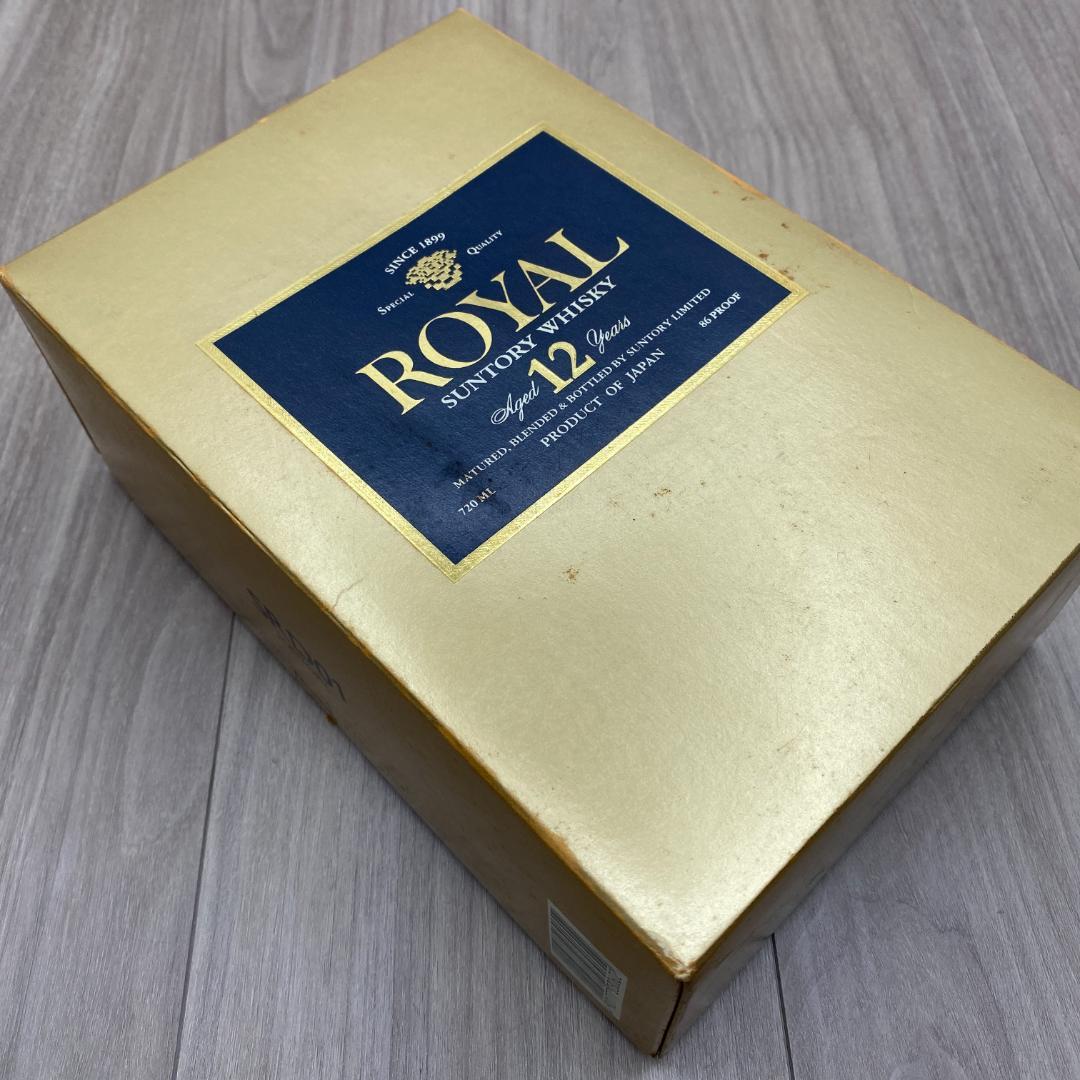 SINCE 1899
SPECIAL QUALITY
ROYAL
SUNTORY WHISKY
Aged 12 Years
MATURED, BLENDED & BOTTLED BY SUNTORY LIMITED
PRODUCT OF JAPAN
720 ML 86 PROOF